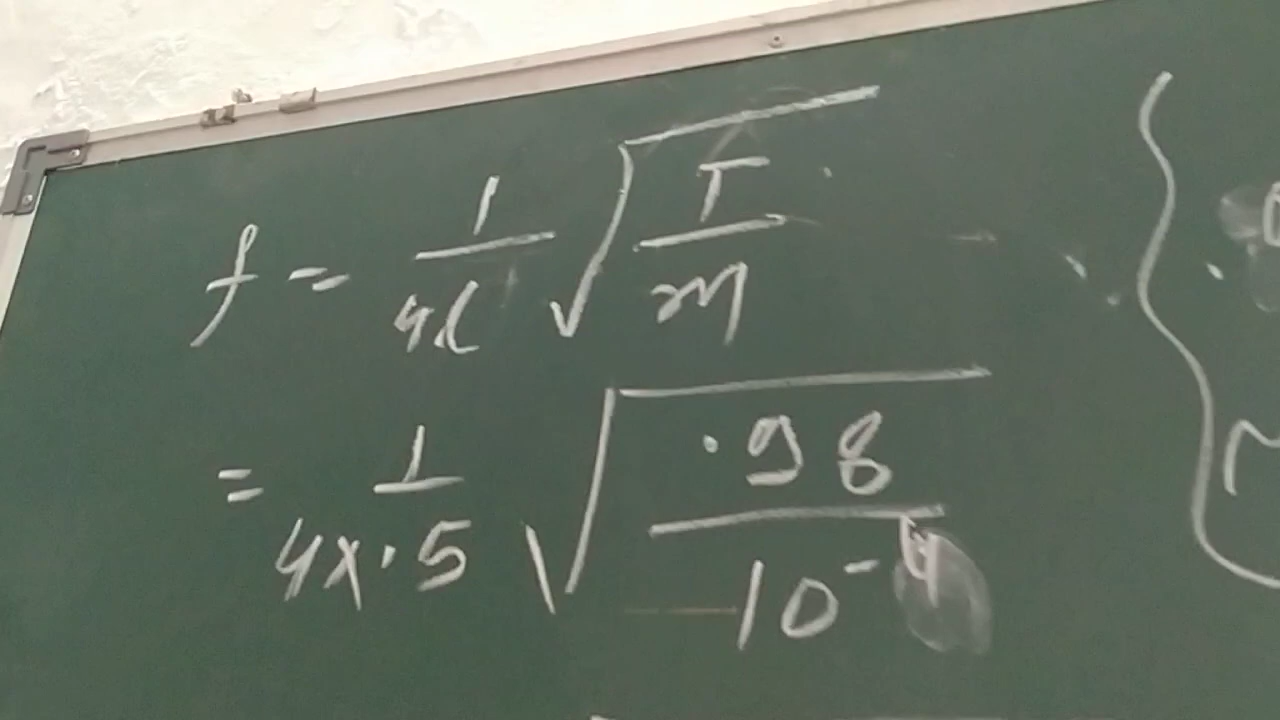 f = 1/4l √T/m
= 1/4x.5 √.98/10⁻⁴